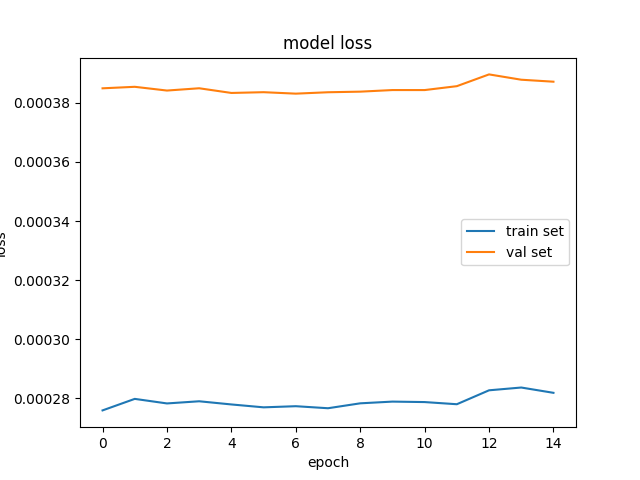 model loss
0.00038
0.00036
0.00034
0.00032
0.00030
0.00028
loss
train set
val set
0 2 4 6 8 10 12 14
epoch